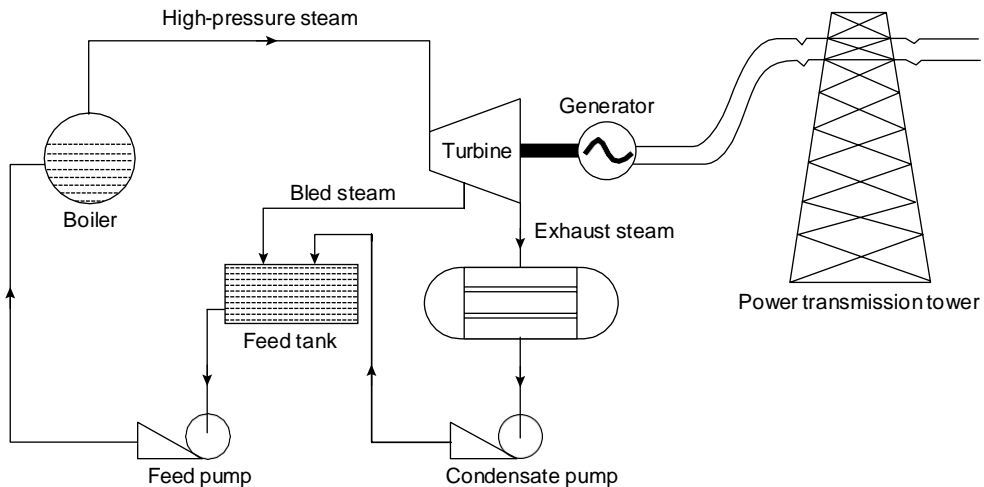 High-pressure steam
Generator
Turbine
Bled steam
Boiler
Exhaust steam
Power transmission tower
Feed tank
Feed pump
Condensate pump